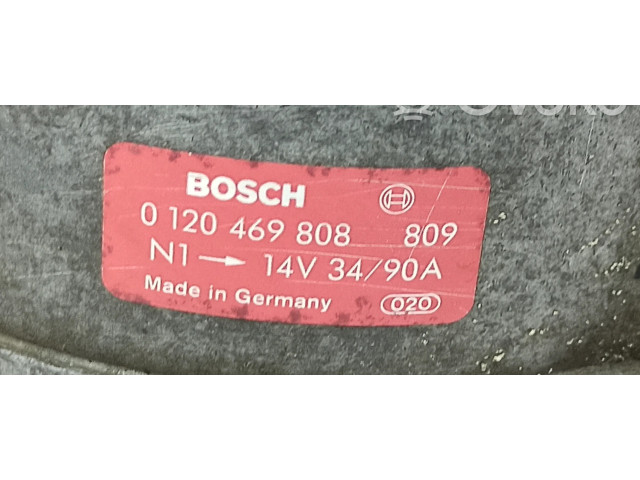 BOSCH
0 120 469 808 809
N1 → 14V 34/90A
Made in Germany 020